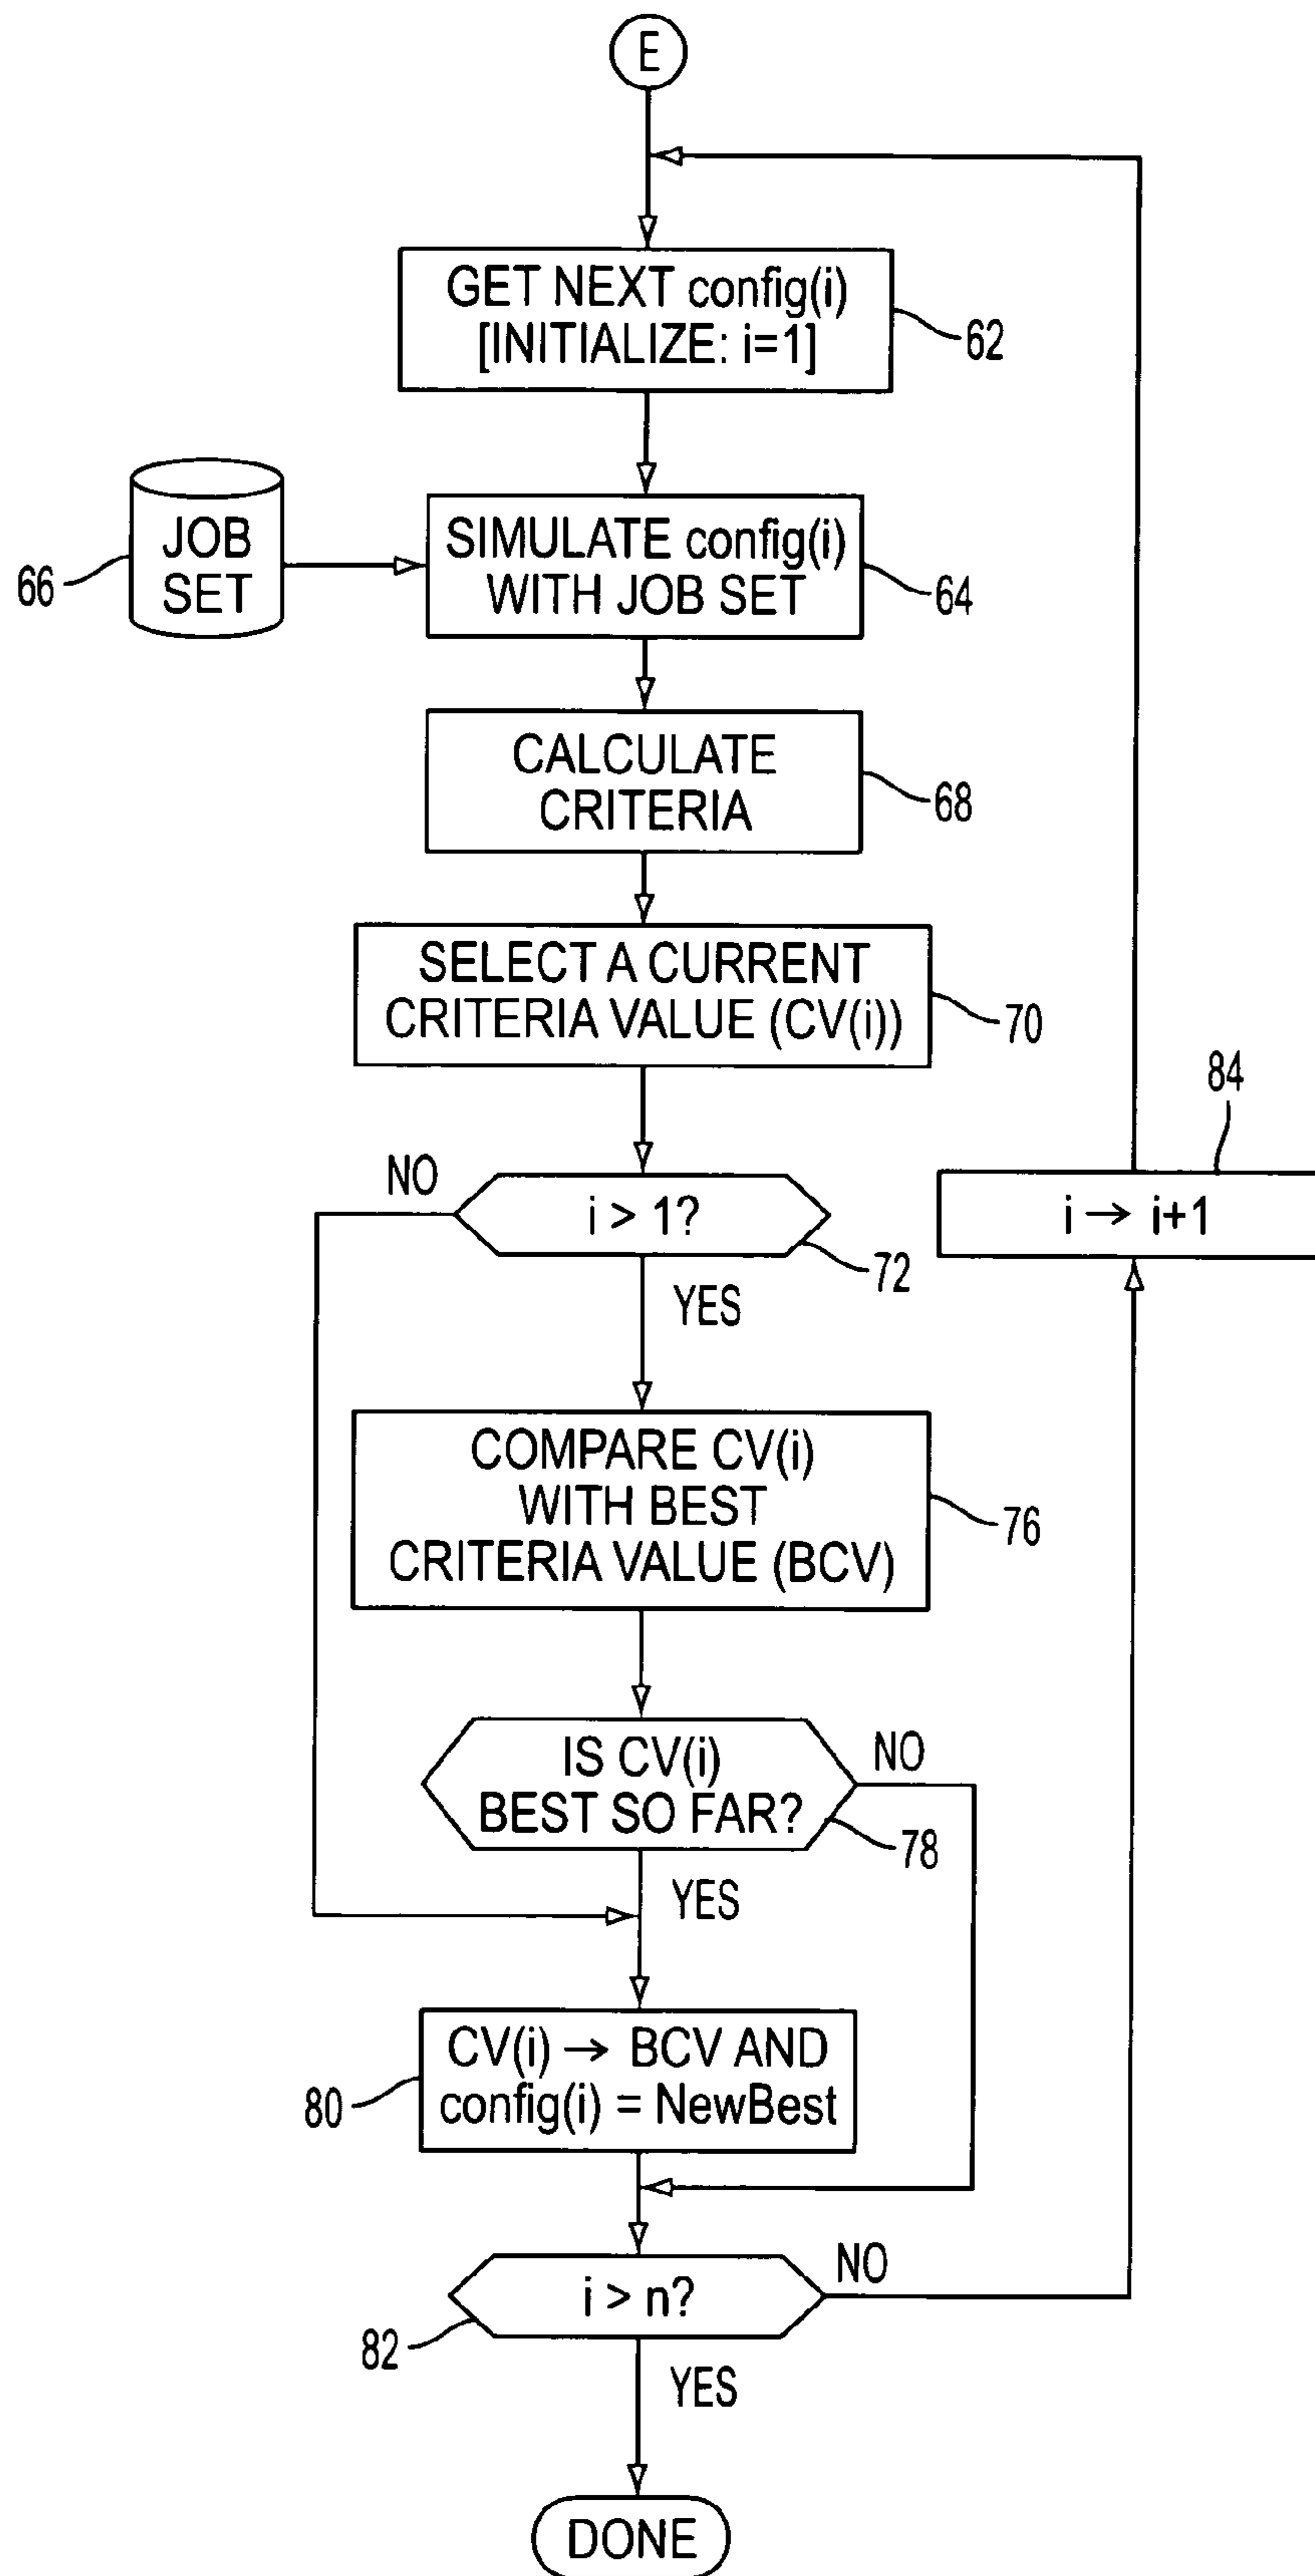 E
GET NEXT config(i)
[INITIALIZE: i=1]
62
JOB
SET
66
SIMULATE config(i)
WITH JOB SET
64
CALCULATE
CRITERIA
68
SELECT A CURRENT
CRITERIA VALUE (CV(i))
70
84
i → i+1
NO
i > 1?
72
YES
COMPARE CV(i)
WITH BEST
CRITERIA VALUE (BCV)
76
IS CV(i)
BEST SO FAR?
NO
78
YES
CV(i) → BCV AND
config(i) = NewBest
80
i > n?
NO
82
YES
DONE